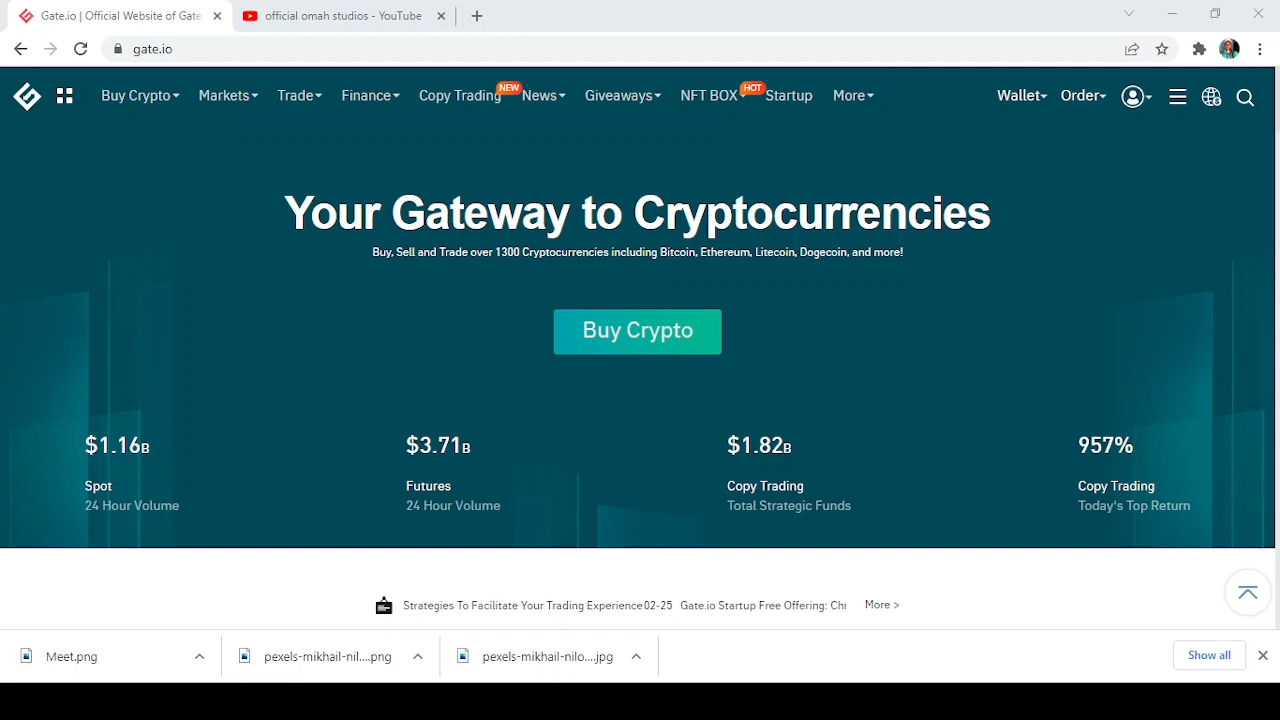 Gate.io | Official Website of Gate.
official omah studios - YouTube
gate.io
Buy Crypto Markets Trade Finance Copy Trading NEW News Giveaways NFT BOX HOT Startup More Wallet Order
Your Gateway to Cryptocurrencies
Buy, Sell and Trade over 1300 Cryptocurrencies including Bitcoin, Ethereum, Litecoin, Dogecoin, and more!
Buy Crypto
$1.16B
Spot
24 Hour Volume
$3.71B
Futures
24 Hour Volume
$1.82B
Copy Trading
Total Strategic Funds
957%
Copy Trading
Today's Top Return
Strategies To Facilitate Your Trading Experience 02-25 Gate.io Startup Free Offering: Chr More >
Meet.png
pexels-mikhail-nil....png
pexels-mikhail-nilo...jpg
Show all